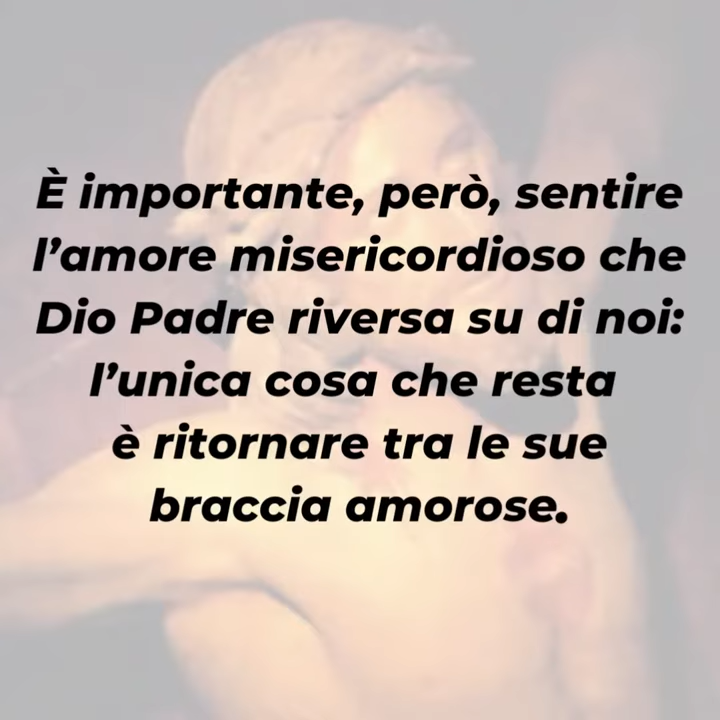 È importante, però, sentire
l’amore misericordioso che
Dio Padre riversa su di noi:
l’unica cosa che resta
è ritornare tra le sue
braccia amorose.